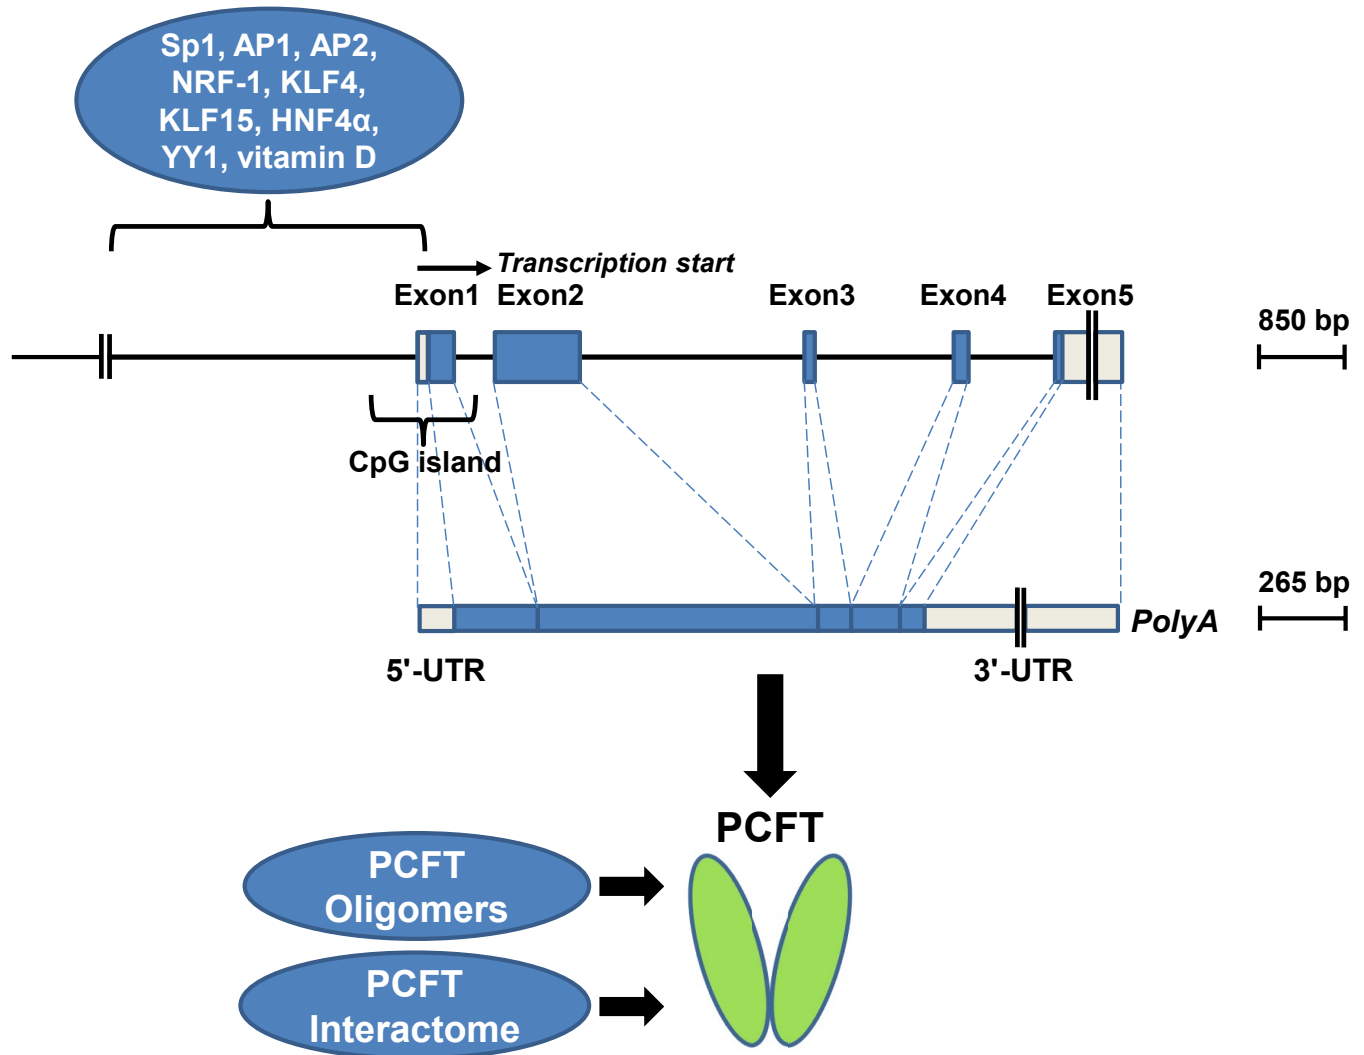 Sp1, AP1, AP2,
NRF-1, KLF4,
KLF15, HNF4α,
YY1, vitamin D
Transcription start
Exon1 Exon2 Exon3 Exon4 Exon5
850 bp
CpG island
265 bp
PolyA
5'-UTR 3'-UTR
PCFT
PCFT
Oligomers
PCFT
Interactome